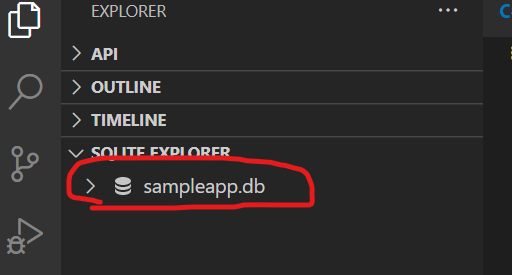 EXPLORER
API
OUTLINE
TIMELINE
SQLITE EXPLORER
sampleapp.db